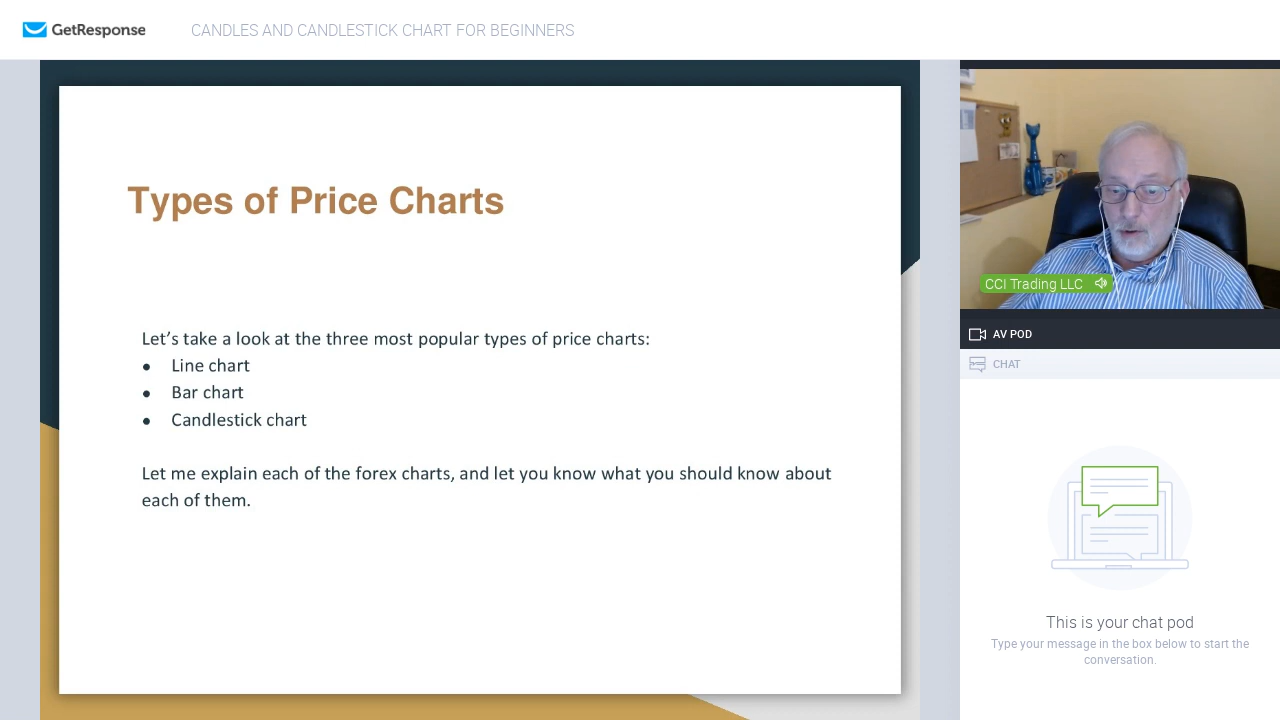 GetResponse
CANDLES AND CANDLESTICK CHART FOR BEGINNERS
Types of Price Charts
Let’s take a look at the three most popular types of price charts:
● Line chart
● Bar chart
● Candlestick chart
Let me explain each of the forex charts, and let you know what you should know about
each of them.
CCI Trading LLC
AV POD
CHAT
This is your chat pod
Type your message in the box below to start the
conversation.